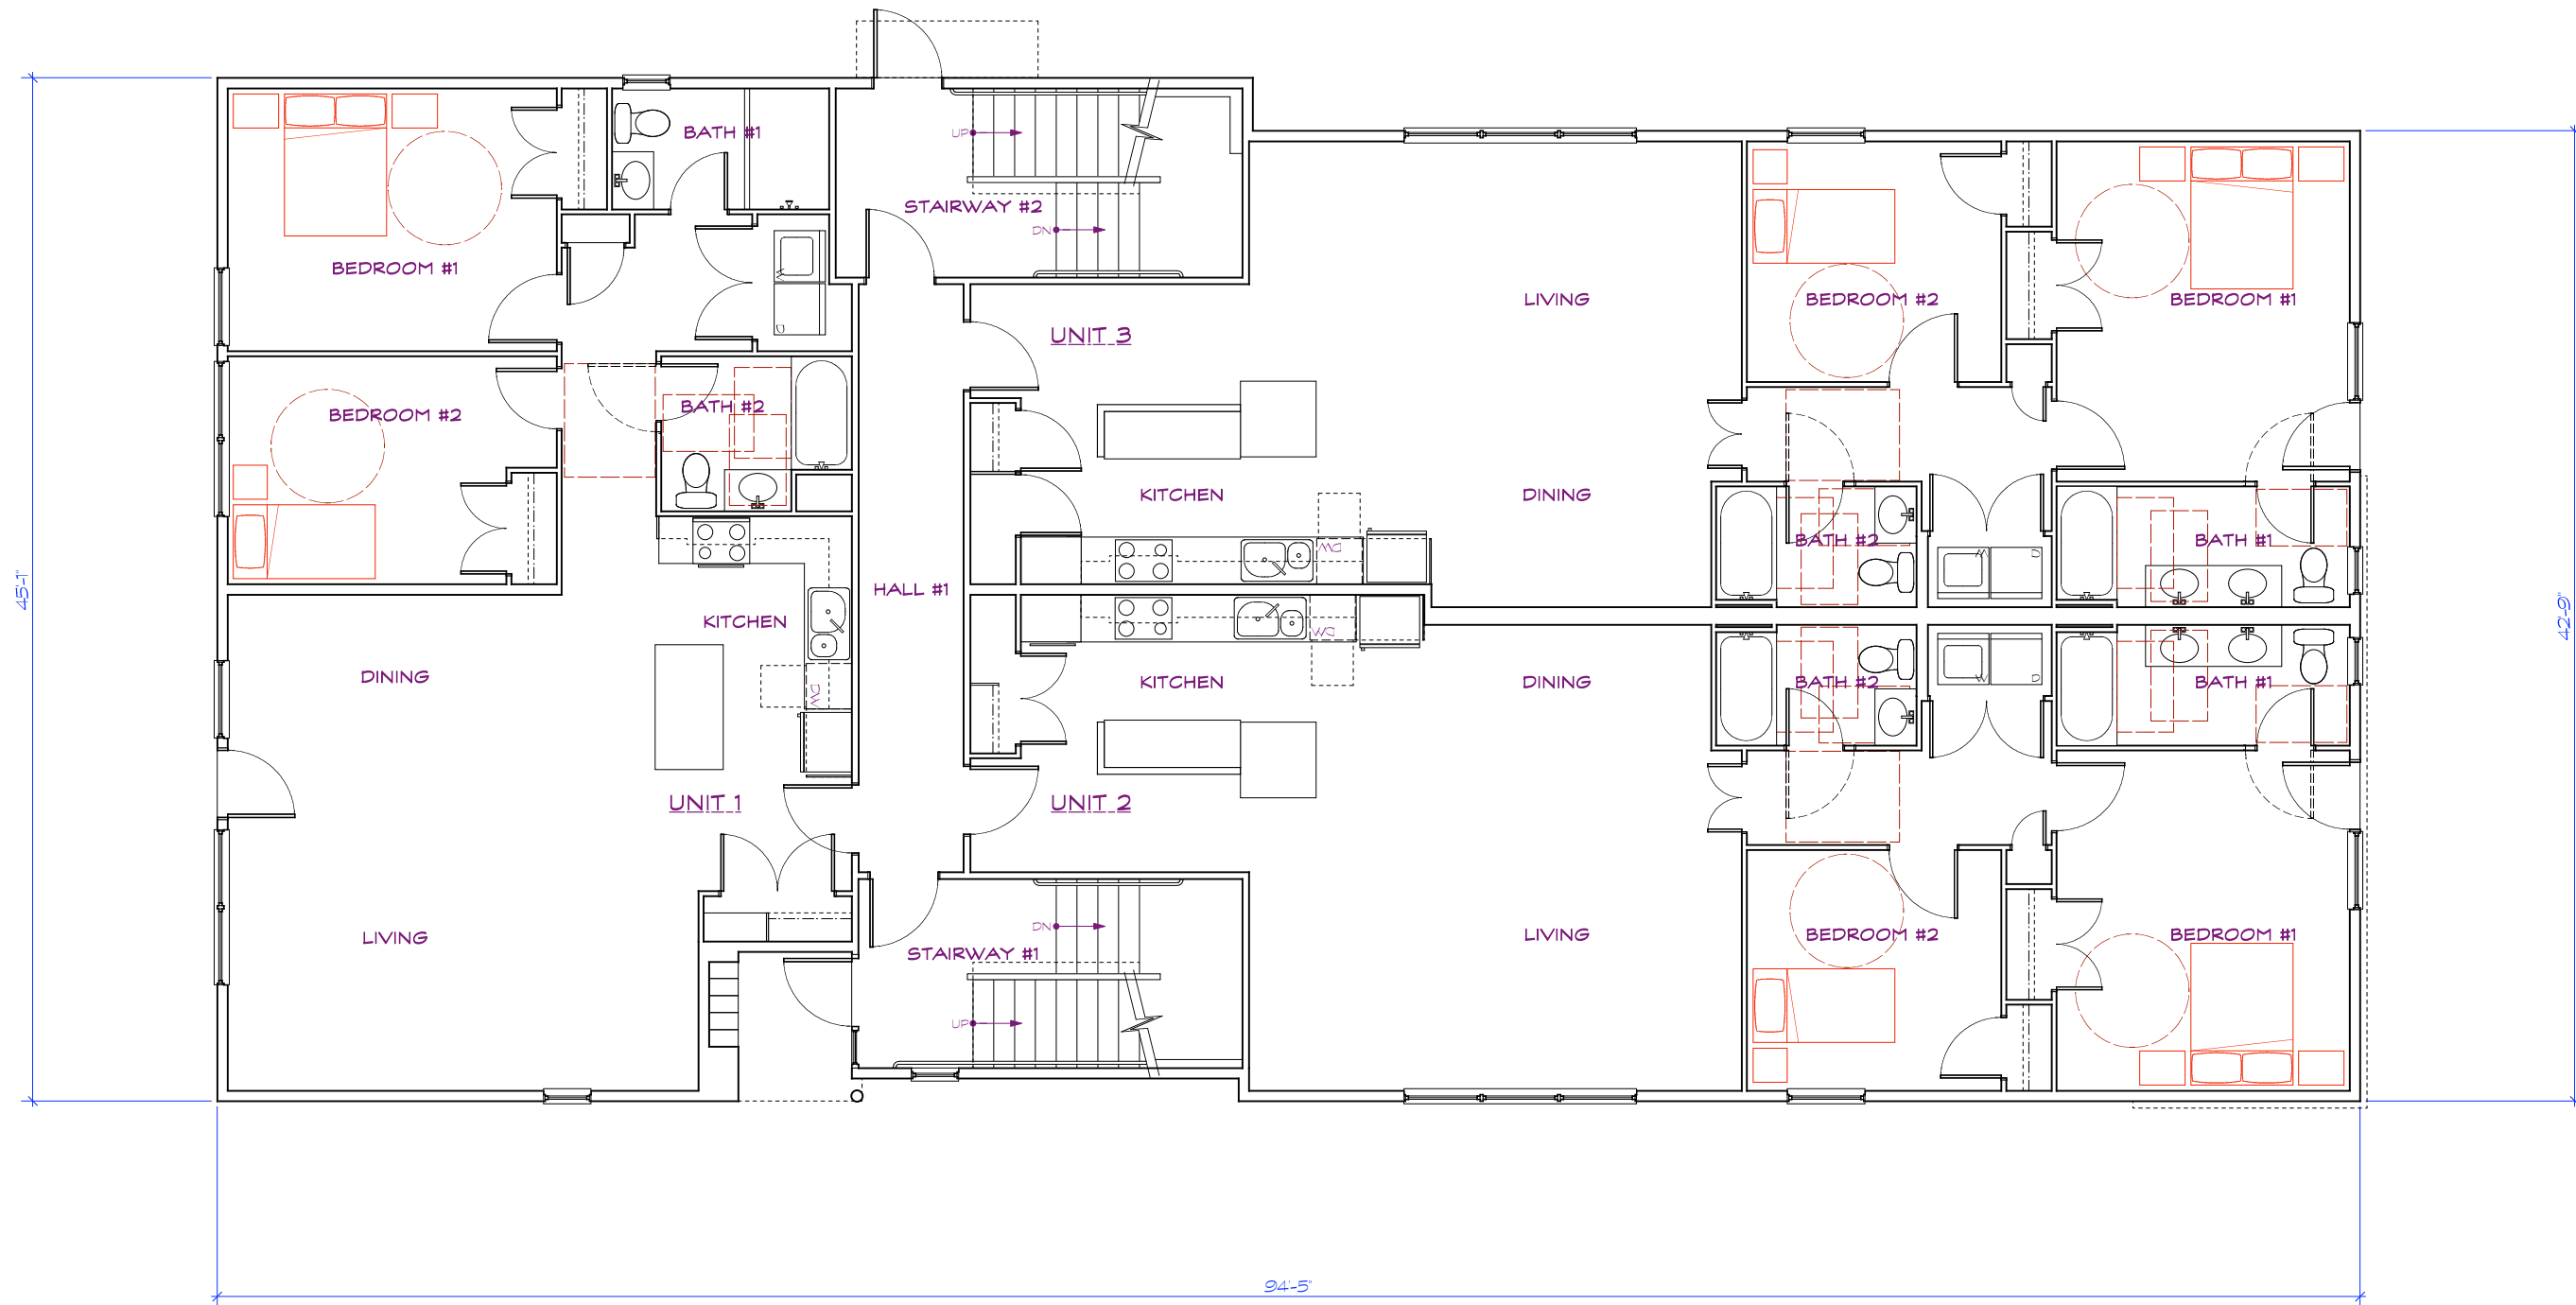 BATH #1
UP
STAIRWAY #2
DN
BEDROOM #1
LIVING
BEDROOM #2
BEDROOM #1
UNIT 3
BEDROOM #2
BATH #2
KITCHEN
DINING
BATH #2
BATH #1
DW
45'-1"
HALL #1
42'-9"
KITCHEN
DW
DINING
KITCHEN
DINING
BATH #2
BATH #1
DW
UNIT 1
UNIT 2
LIVING
DN
STAIRWAY #1
LIVING
BEDROOM #2
BEDROOM #1
UP
94'-5"